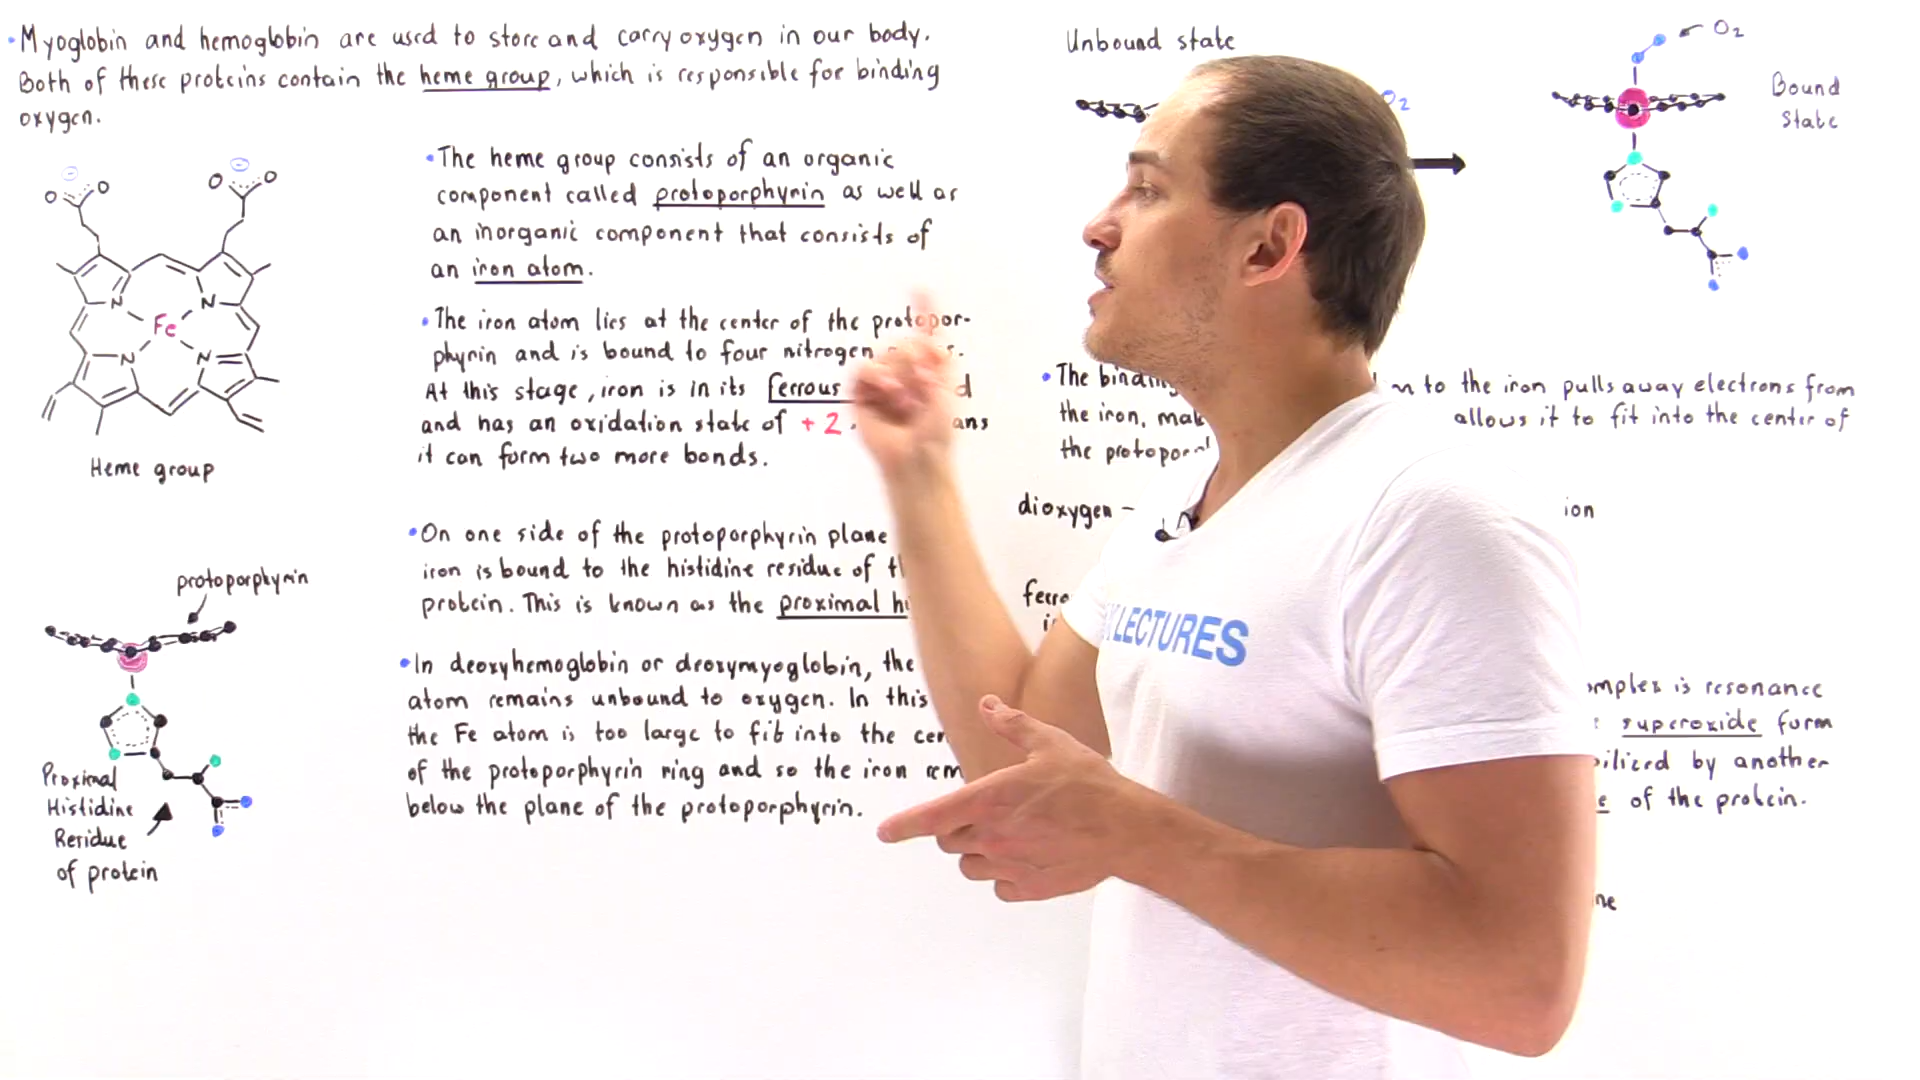 • Myoglobin and hemoglobin are used to store and carry oxygen in our body.
Both of these proteins contain the heme group, which is responsible for binding
oxygen.
O O
O O
N N
Fe
N N
Heme group
• The heme group consists of an organic
component called protoporphyrin as well as
an inorganic component that consists of
an iron atom.
• The iron atom lies at the center of the protopor-
phyrin and is bound to four nitrogen
At this stage, iron is in its ferrous
and has an oxidation state of +2.
it can form two more bonds.
• On one side of the protoporphyrin plane
iron is bound to the histidine residue of
protein. This is known as the proximal
• In deoxyhemoglobin or deoxymyoglobin, the
atom remains unbound to oxygen. In this
the Fe atom is too large to fit into the
of the protoporphyrin ring and so the iron
below the plane of the protoporphyrin.
protoporphyrin
Proximal
Histidine
Residue
of protein
Unbound state
O2
O2
Bound
State
• The to the iron pulls away electrons from
the iron, allows it to fit into the center of
the
dioxygen -
LECTURES
is resonance
superoxide form
by another
of the protein.